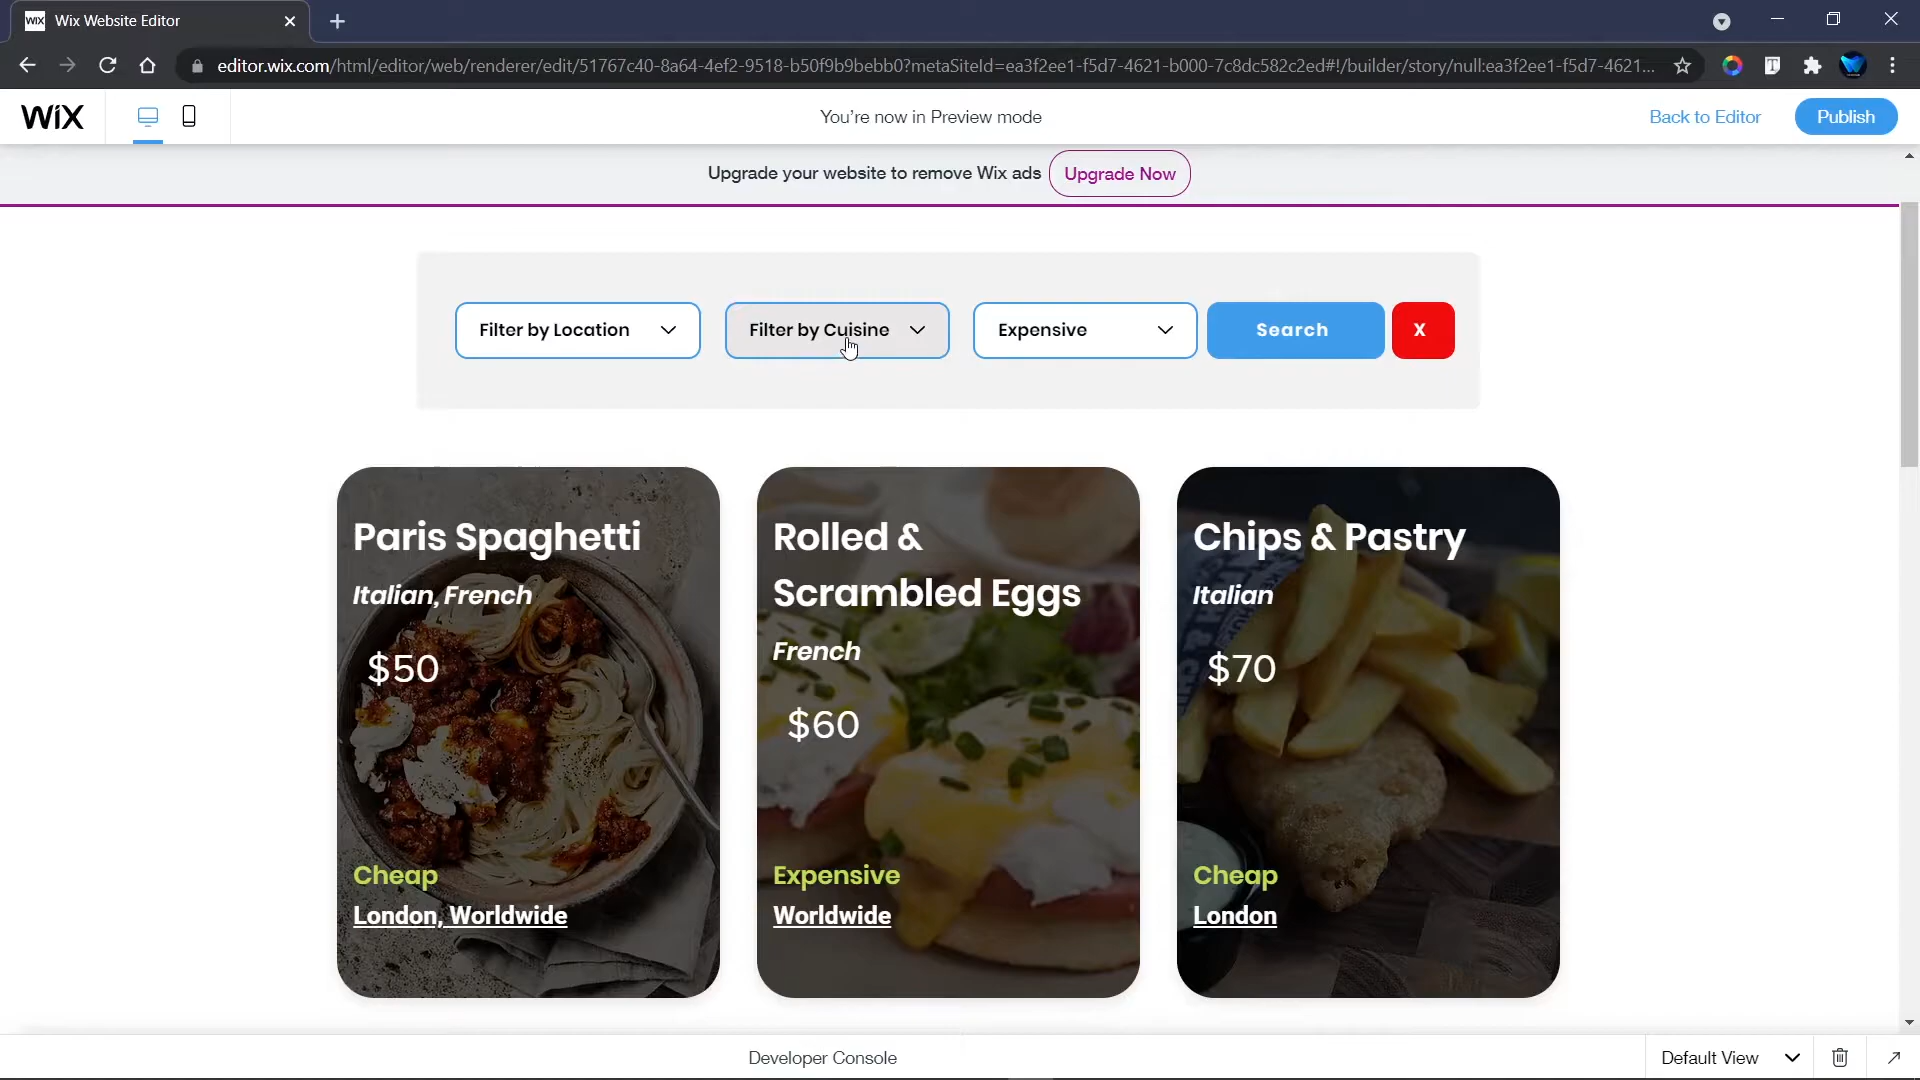 WiX Wix Website Editor
editor.wix.com/html/editor/web/renderer/edit/51767c40-8a64-4ef2-9518-b50f9b9bebb0?metaSiteId=ea3f2ee1-f5d7-4621-b000-7c8dc582c2ed#!/builder/story/null:ea3f2ee1-f5d7-4621...
WiX You're now in Preview mode Back to Editor Publish
Upgrade your website to remove Wix ads Upgrade Now
Filter by Location Filter by Cuisine Expensive Search X
Paris Spaghetti
Italian, French
$50
Cheap
London, Worldwide
Rolled &
Scrambled Eggs
French
$60
Expensive
Worldwide
Chips & Pastry
Italian
$70
Cheap
London
Developer Console Default View